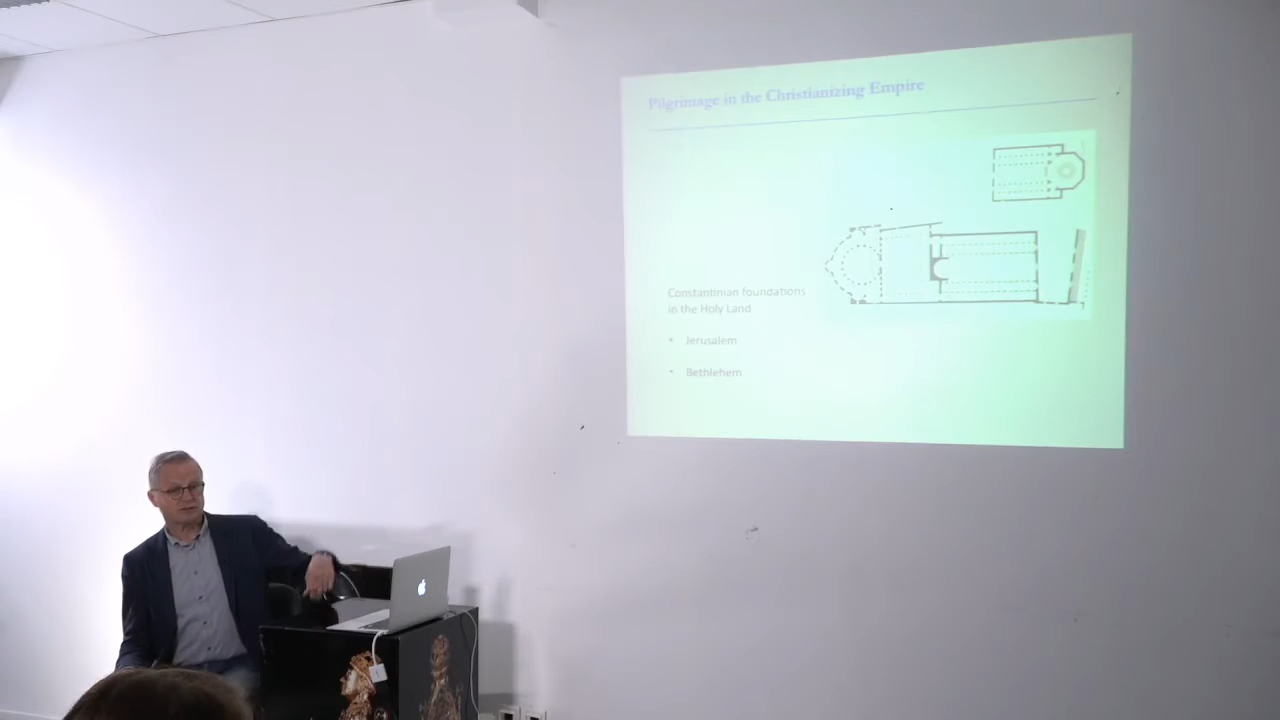 Pilgrimage in the Christianizing Empire
Constantinian foundations
in the Holy Land
• Jerusalem
• Bethlehem